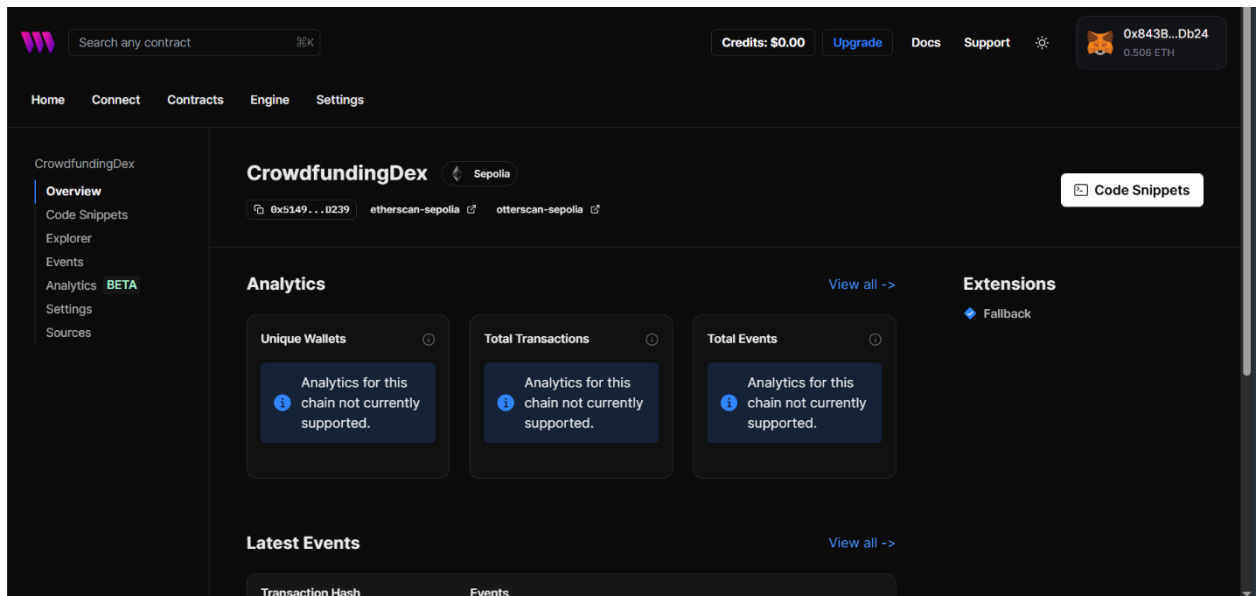 Search any contract ⌘K Credits: $0.00 Upgrade Docs Support 0x843B...Db24
0.506 ETH
Home Connect Contracts Engine Settings
CrowdfundingDex
Overview
Code Snippets
Explorer
Events
Analytics BETA
Settings
Sources
CrowdfundingDex Sepolia
0x5149...D239 etherscan-sepolia otterscan-sepolia
Code Snippets
Analytics View all ->
Unique Wallets
Analytics for this
chain not currently
supported.
Total Transactions
Analytics for this
chain not currently
supported.
Total Events
Analytics for this
chain not currently
supported.
Extensions
Fallback
Latest Events View all ->
Transaction Hash Events